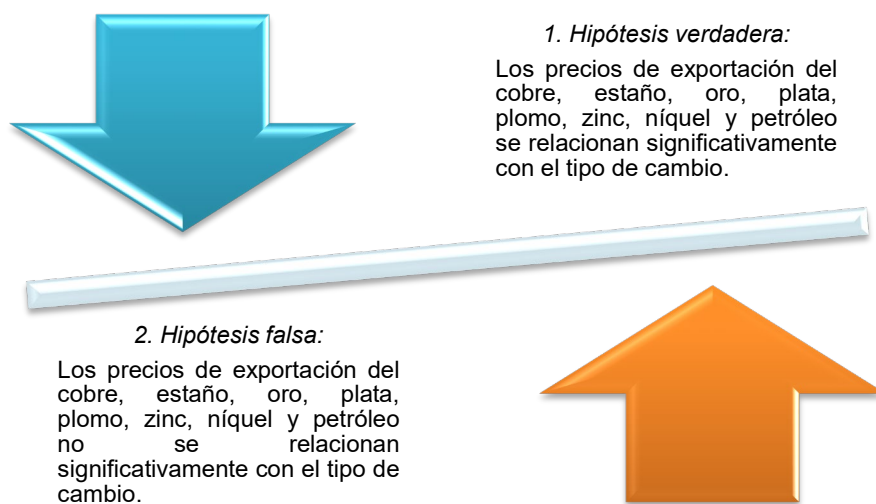 1. Hipótesis verdadera:
Los precios de exportación del
cobre, estaño, oro, plata,
plomo, zinc, níquel y petróleo
se relacionan significativamente
con el tipo de cambio.
2. Hipótesis falsa:
Los precios de exportación del
cobre, estaño, oro, plata,
plomo, zinc, níquel y petróleo
no se relacionan
significativamente con el tipo de
cambio.